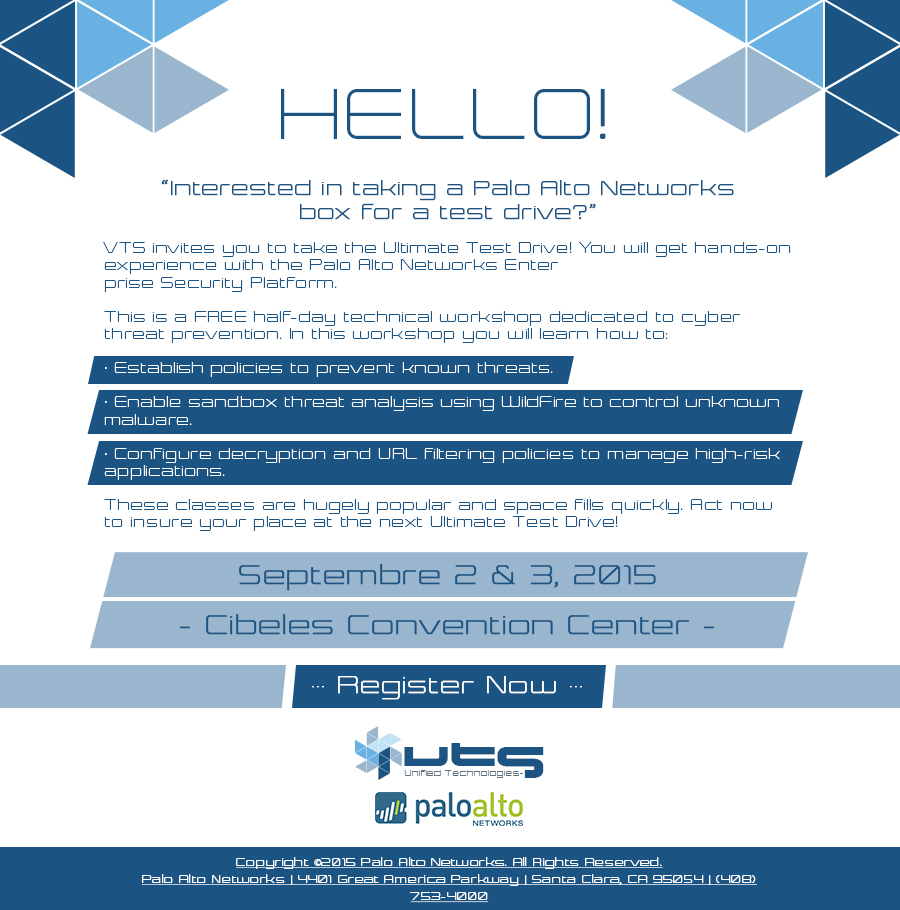 HELLO!
“Interested in taking a Palo Alto Networks
box for a test drive?”
VTS invites you to take the Ultimate Test Drive! You will get hands-on
experience with the Palo Alto Networks Enter
prise Security Platform.
This is a FREE half-day technical workshop dedicated to cyber
threat prevention. In this workshop you will learn how to:
· Establish policies to prevent known threats.
· Enable sandbox threat analysis using WildFire to control unknown
malware.
· Configure decryption and URL filtering policies to manage high-risk
applications.
These classes are hugely popular and space fills quickly. Act now
to insure your place at the next Ultimate Test Drive!
Septembre 2 & 3, 2015
- Cibeles Convention Center -
... Register Now ...
VTS
Unified Technologies-
paloalto
NETWORKS
Copyright ©2015 Palo Alto Networks. All Rights Reserved.
Palo Alto Networks | 4401 Great America Parkway | Santa Clara, CA 95054 | (408)
753-4000